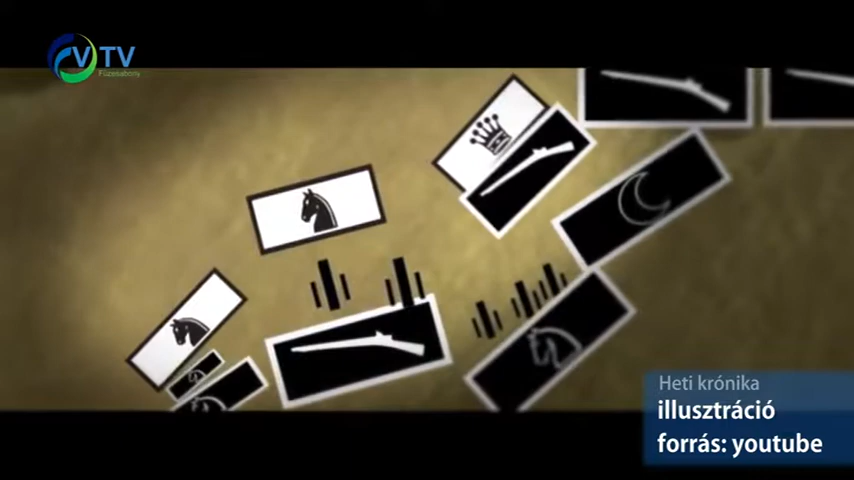 VTV
Füzesabony
Heti krónika
illusztráció
forrás: youtube